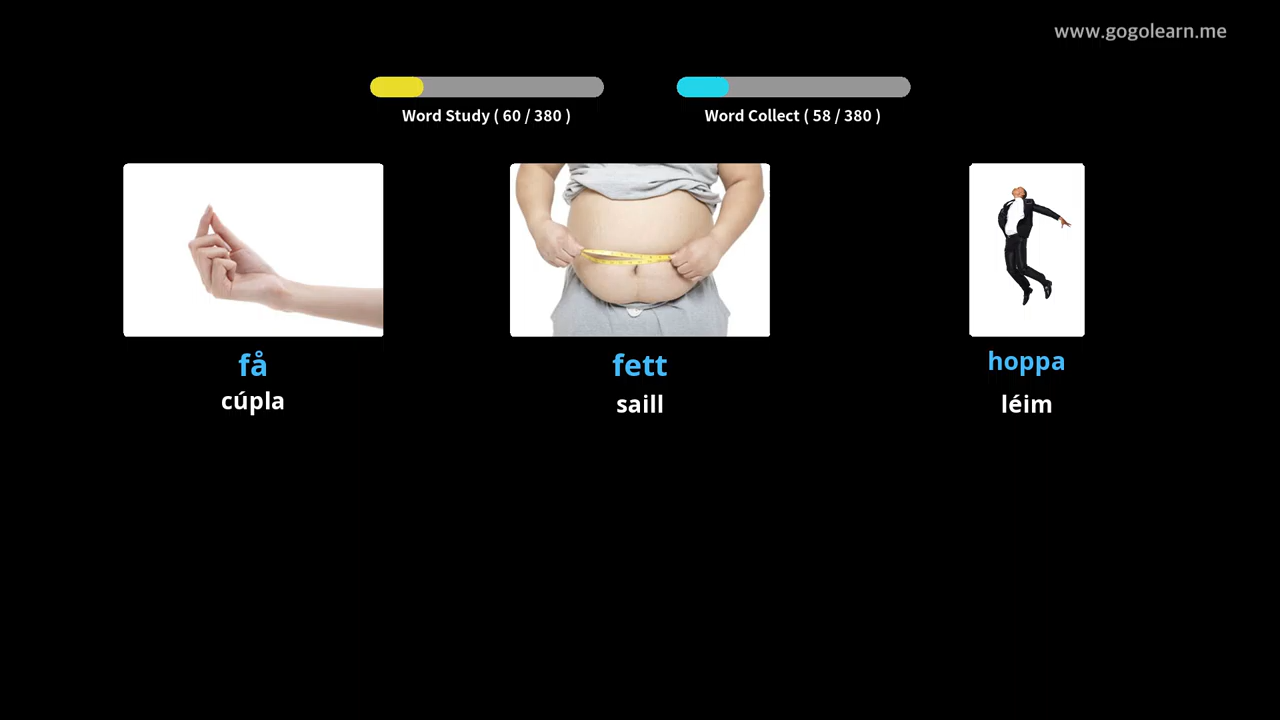 www.gogolearn.me
Word Study ( 60 / 380 )
Word Collect ( 58 / 380 )
få
fett
hoppa
cúpla
saill
léim